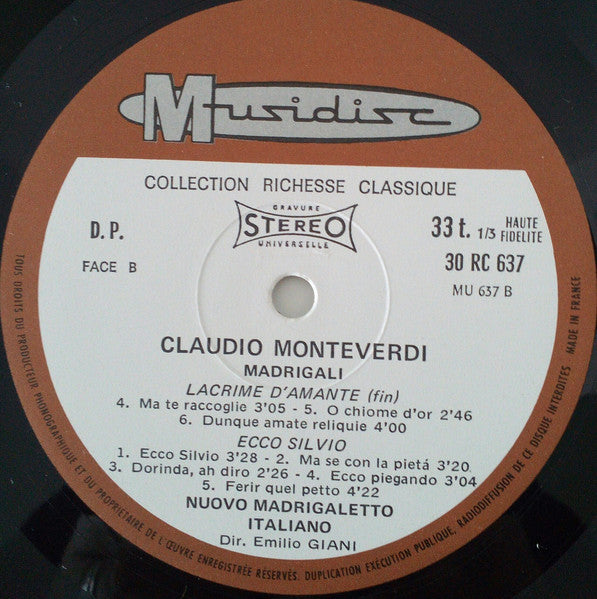 Musidisc
COLLECTION RICHESSE CLASSIQUE
D.P.
GRAVURE
STEREO
UNIVERSELLE
33 t. 1/3 HAUTE FIDELITE
FACE B
30 RC 637
MU 637 B
CLAUDIO MONTEVERDI
MADRIGALI
LACRIME D'AMANTE (fin)
4. Ma te raccoglie 3'05 - 5. O chiome d'or 2'46
6. Dunque amate reliquie 4'00
ECCO SILVIO
1. Ecco Silvio 3'28 - 2. Ma se con la pietá 3'20
3. Dorinda, ah diro 2'26 - 4. Ecco piegando 3'04
5. Ferir quel petto 4'22
NUOVO MADRIGALETTO
ITALIANO
Dir. Emilio GIANI
TOUS DROITS DU PRODUCTEUR PHONOGRAPHIQUE ET DU PROPRIETAIRE DE L'ŒUVRE ENREGISTRÉE RÉSERVÉS. DUPLICATION EXÉCUTION PUBLIQUE, RADIODIFFUSION DE CE DISQUE INTERDITES . MADE IN FRANCE